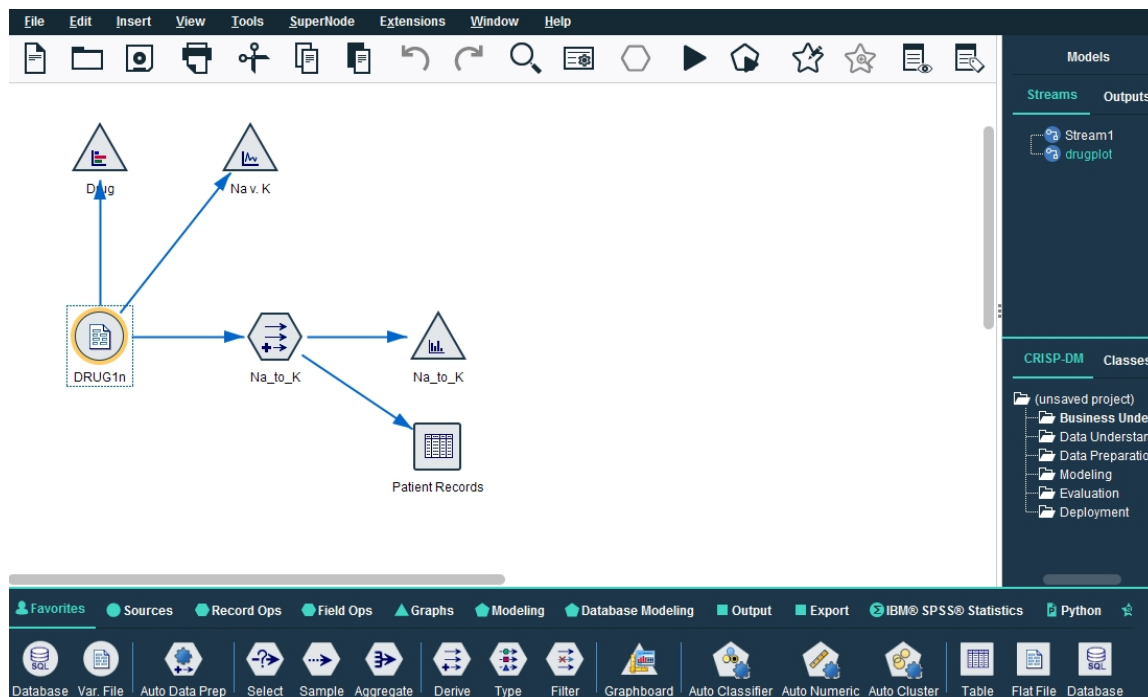 File Edit Insert View Tools SuperNode Extensions Window Help
Models
Streams Outputs
Stream1
drugplot
Drug
Na v. K
DRUG1n
Na_to_K
Na_to_K
Patient Records
CRISP-DM Classes
(unsaved project)
Business Unde
Data Understan
Data Preparatio
Modeling
Evaluation
Deployment
Favorites Sources Record Ops Field Ops Graphs Modeling Database Modeling Output Export IBM® SPSS® Statistics Python
SQL SQL
Database Var. File Auto Data Prep Select Sample Aggregate Derive Type Filter Graphboard Auto Classifier Auto Numeric Auto Cluster Table Flat File Database